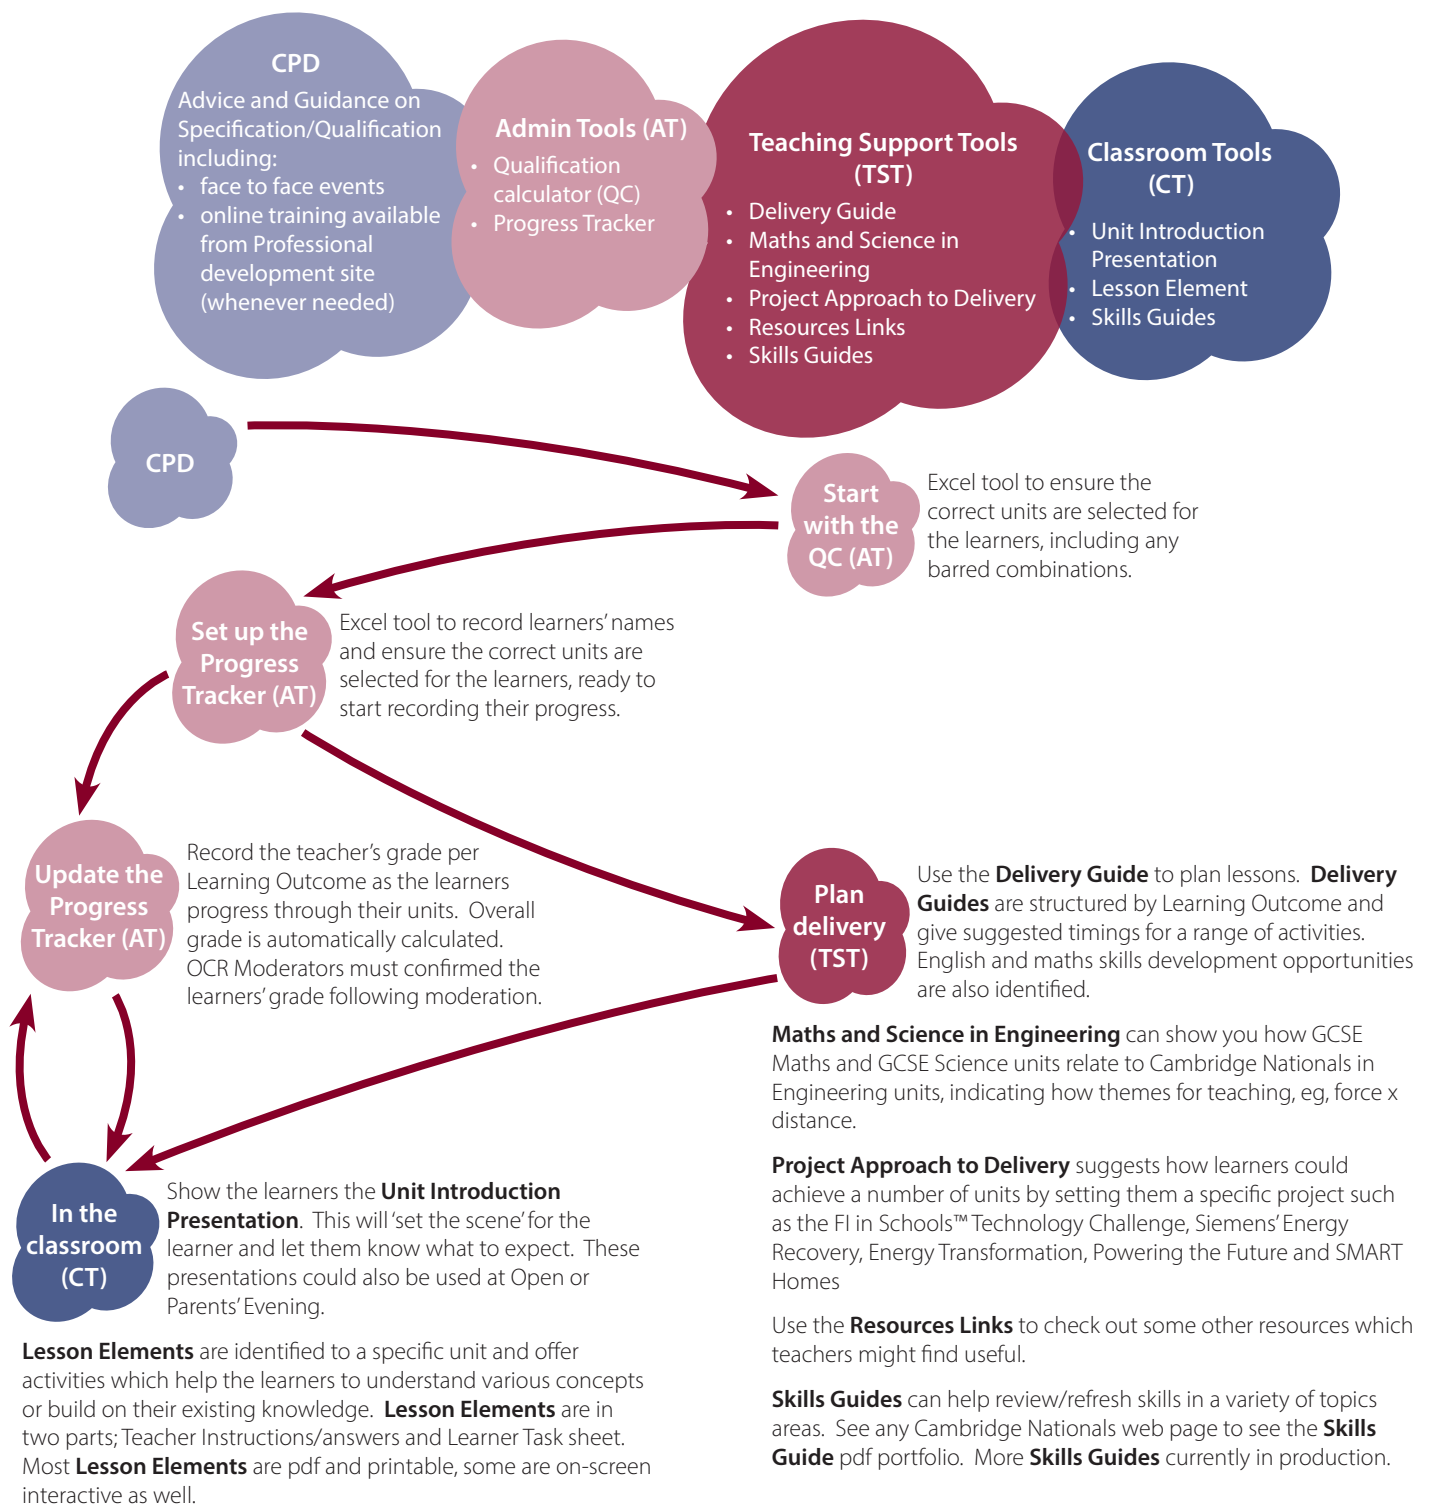 CPD
Advice and Guidance on
Specification/Qualification
including:
• face to face events
• online training available
from Professional
development site
(whenever needed)
Admin Tools (AT)
• Qualification
calculator (QC)
• Progress Tracker
Teaching Support Tools
(TST)
• Delivery Guide
• Maths and Science in
Engineering
• Project Approach to Delivery
• Resources Links
• Skills Guides
Classroom Tools
(CT)
• Unit Introduction
Presentation
• Lesson Element
• Skills Guides
CPD
Start
with the
QC (AT)
Excel tool to ensure the
correct units are selected for
the learners, including any
barred combinations.
Set up the
Progress
Tracker (AT)
Excel tool to record learners’ names
and ensure the correct units are
selected for the learners, ready to
start recording their progress.
Update the
Progress
Tracker (AT)
Record the teacher’s grade per
Learning Outcome as the learners
progress through their units.  Overall
grade is automatically calculated.
OCR Moderators must confirmed the
learners’ grade following moderation.
Plan
delivery
(TST)
Use the Delivery Guide to plan lessons.  Delivery
Guides are structured by Learning Outcome and
give suggested timings for a range of activities.
English and maths skills development opportunities
are also identified.
Maths and Science in Engineering can show you how GCSE
Maths and GCSE Science units relate to Cambridge Nationals in
Engineering units, indicating how themes for teaching, eg, force x
distance.
Project Approach to Delivery suggests how learners could
achieve a number of units by setting them a specific project such
as the FI in Schools™ Technology Challenge, Siemens’ Energy
Recovery, Energy Transformation, Powering the Future and SMART
Homes
Use the Resources Links to check out some other resources which
teachers might find useful.
Skills Guides can help review/refresh skills in a variety of topics
areas.  See any Cambridge Nationals web page to see the Skills
Guide pdf portfolio.  More Skills Guides currently in production.
In the
classroom
(CT)
Show the learners the Unit Introduction
Presentation.  This will ‘set the scene’ for the
learner and let them know what to expect.  These
presentations could also be used at Open or
Parents’ Evening.
Lesson Elements are identified to a specific unit and offer
activities which help the learners to understand various concepts
or build on their existing knowledge.  Lesson Elements are in
two parts; Teacher Instructions/answers and Learner Task sheet.
Most Lesson Elements are pdf and printable, some are on-screen
interactive as well.